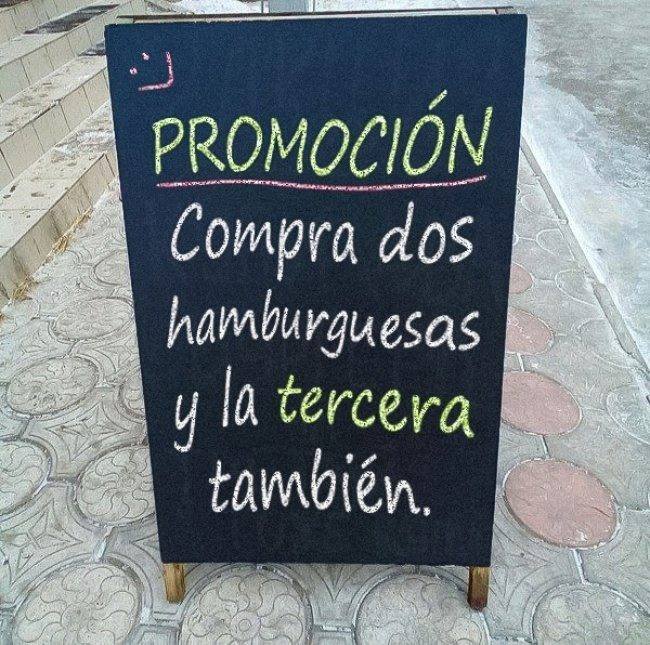 PROMOCIÓN
Compra dos
hamburguesas
y la tercera
también.